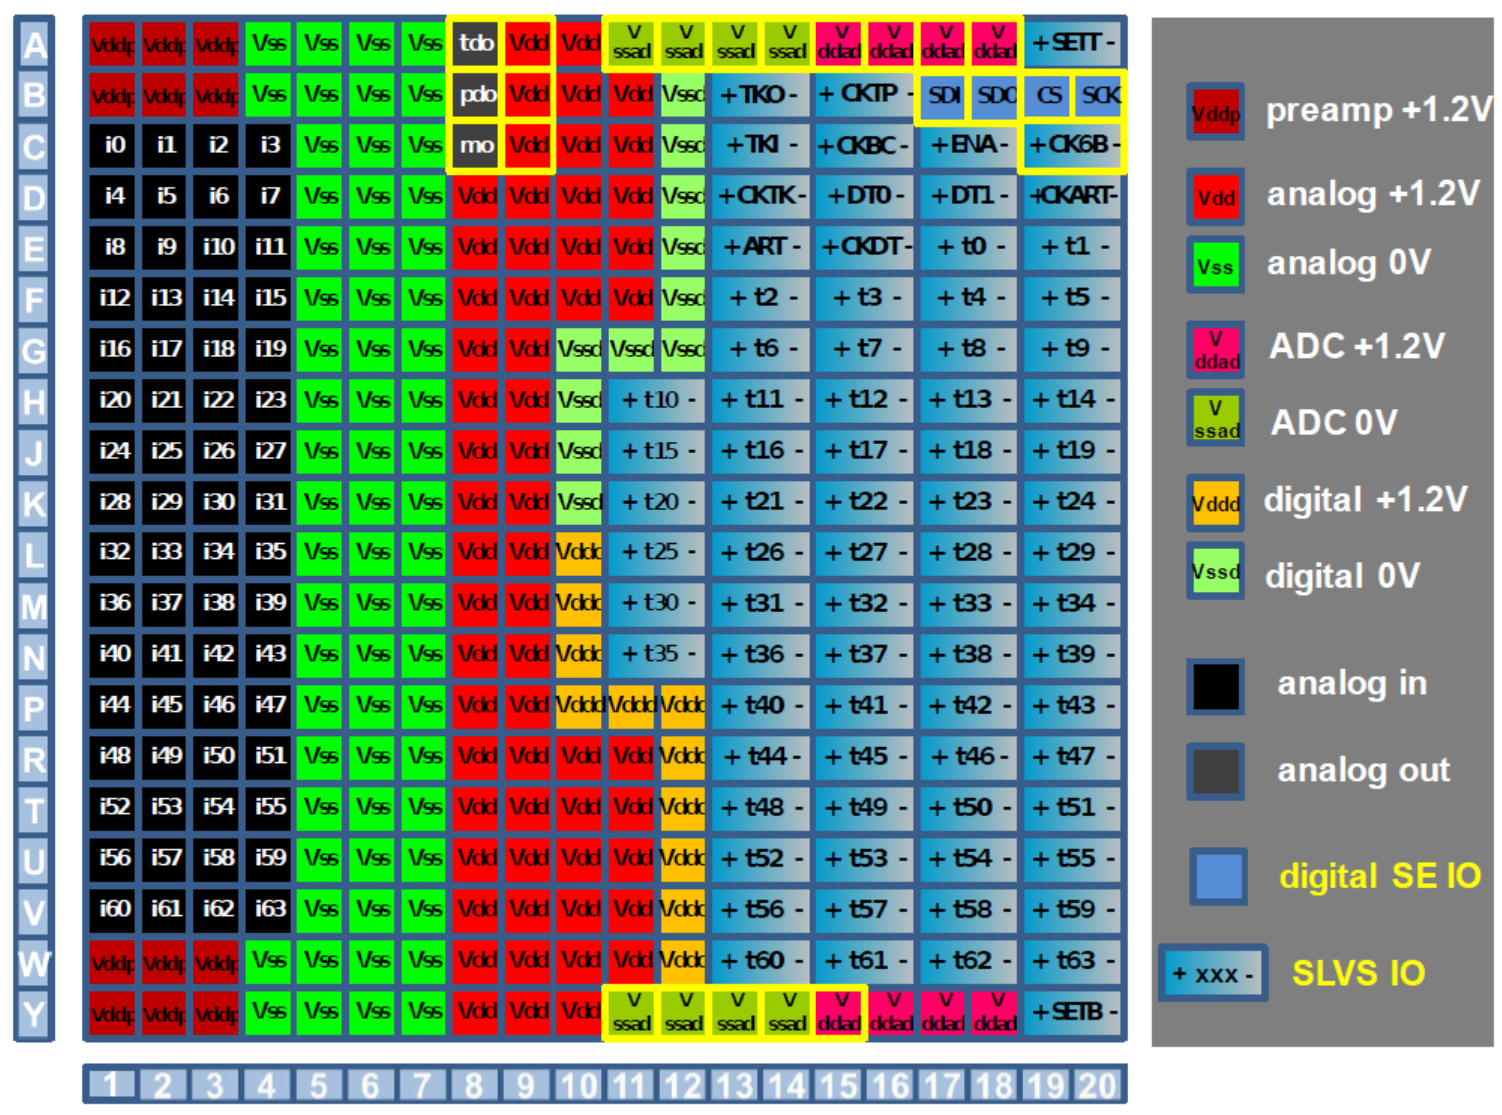 A Vddp Vddp Vddp Vss Vss Vss Vss tdo Vdd Vdd V ssad V ssad V ssad V ssad V ddad V ddad V ddad V ddad + SETT -
B Vddp Vddp Vddp Vss Vss Vss Vss pdo Vdd Vdd Vdd Vssd + TKO - + CKTP - SDI SDO CS SCK
C i0 i1 i2 i3 Vss Vss Vss mo Vdd Vdd Vdd Vssd + TKI - + CKBC - + ENA - + CK6B -
D i4 i5 i6 i7 Vss Vss Vss Vdd Vdd Vdd Vdd Vssd + CKTK - + DT0 - + DT1 - +CKART-
E i8 i9 i10 i11 Vss Vss Vss Vdd Vdd Vdd Vdd Vssd + ART - + CKDT - + t0 - + t1 -
F i12 i13 i14 i15 Vss Vss Vss Vdd Vdd Vdd Vdd Vssd + t2 - + t3 - + t4 - + t5 -
G i16 i17 i18 i19 Vss Vss Vss Vdd Vdd Vssd Vssd Vssd + t6 - + t7 - + t8 - + t9 -
H i20 i21 i22 i23 Vss Vss Vss Vdd Vdd Vssd + t10 - + t11 - + t12 - + t13 - + t14 -
J i24 i25 i26 i27 Vss Vss Vss Vdd Vdd Vssd + t15 - + t16 - + t17 - + t18 - + t19 -
K i28 i29 i30 i31 Vss Vss Vss Vdd Vdd Vssd + t20 - + t21 - + t22 - + t23 - + t24 -
L i32 i33 i34 i35 Vss Vss Vss Vdd Vdd Vddd + t25 - + t26 - + t27 - + t28 - + t29 -
M i36 i37 i38 i39 Vss Vss Vss Vdd Vdd Vddd + t30 - + t31 - + t32 - + t33 - + t34 -
N i40 i41 i42 i43 Vss Vss Vss Vdd Vdd Vddd + t35 - + t36 - + t37 - + t38 - + t39 -
P i44 i45 i46 i47 Vss Vss Vss Vdd Vdd Vddd Vddd Vddd + t40 - + t41 - + t42 - + t43 -
R i48 i49 i50 i51 Vss Vss Vss Vdd Vdd Vdd Vdd Vddd + t44 - + t45 - + t46 - + t47 -
T i52 i53 i54 i55 Vss Vss Vss Vdd Vdd Vdd Vdd Vddd + t48 - + t49 - + t50 - + t51 -
U i56 i57 i58 i59 Vss Vss Vss Vdd Vdd Vdd Vdd Vddd + t52 - + t53 - + t54 - + t55 -
V i60 i61 i62 i63 Vss Vss Vss Vdd Vdd Vdd Vdd Vddd + t56 - + t57 - + t58 - + t59 -
W Vddp Vddp Vddp Vss Vss Vss Vss Vdd Vdd Vdd Vdd Vddd + t60 - + t61 - + t62 - + t63 -
Y Vddp Vddp Vddp Vss Vss Vss Vss Vdd Vdd Vdd V ssad V ssad V ssad V ssad V ddad V ddad V ddad V ddad + SETB -
1 2 3 4 5 6 7 8 9 10 11 12 13 14 15 16 17 18 19 20
Vddp preamp +1.2V
Vdd analog +1.2V
Vss analog 0V
V ddad ADC +1.2V
V ssad ADC 0V
Vddd digital +1.2V
Vssd digital 0V
analog in
analog out
digital SE IO
+ xxx - SLVS IO